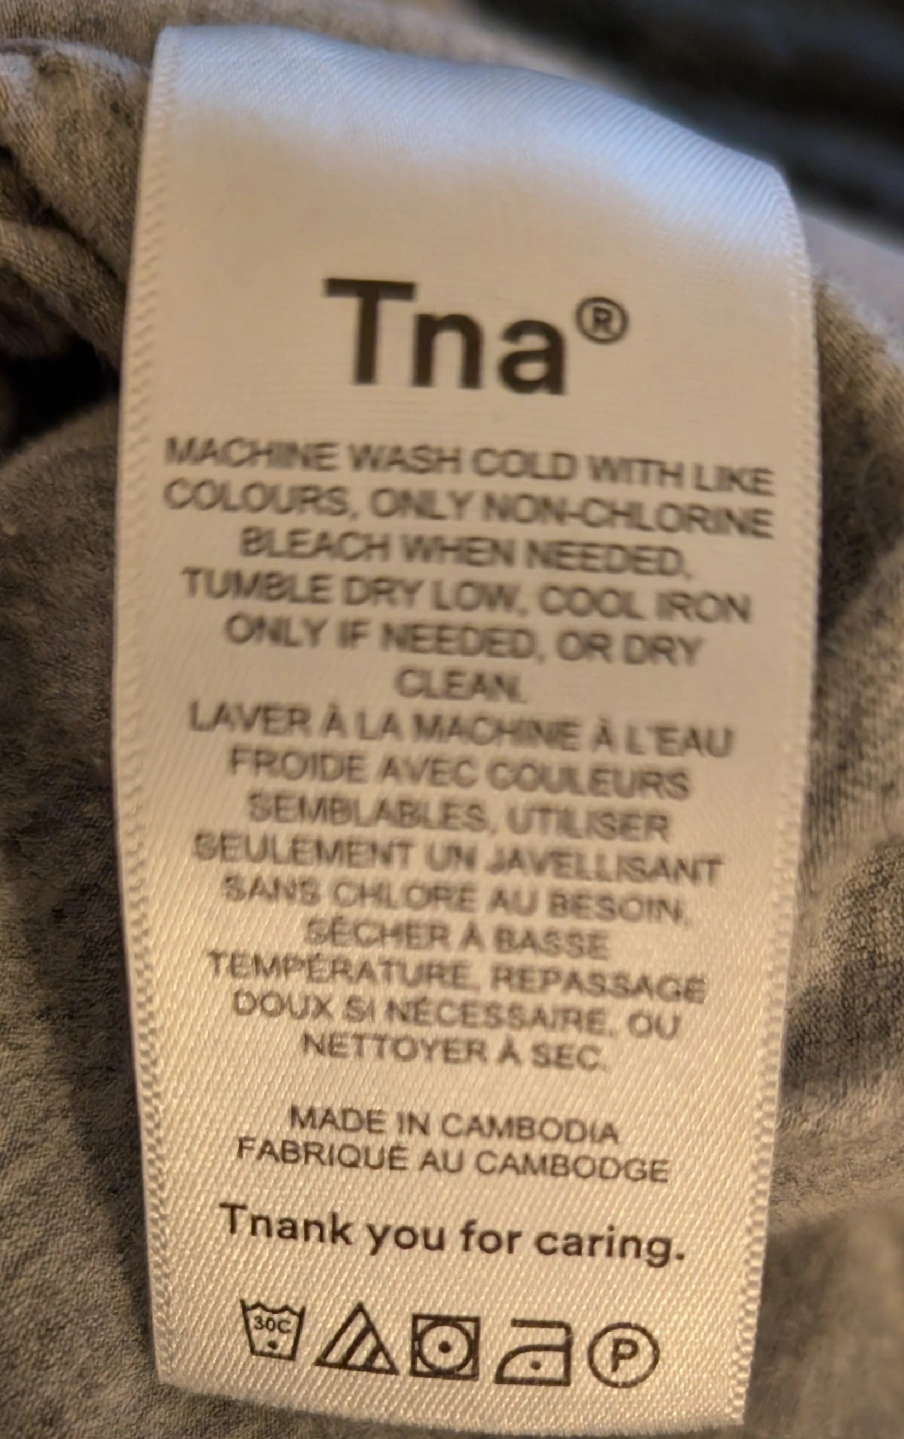 Tna®
MACHINE WASH COLD WITH LIKE
COLOURS, ONLY NON-CHLORINE
BLEACH WHEN NEEDED,
TUMBLE DRY LOW, COOL IRON
ONLY IF NEEDED, OR DRY
CLEAN.
LAVER À LA MACHINE À L'EAU
FROIDE AVEC COULEURS
SEMBLABLES, UTILISER
SEULEMENT UN JAVELLISANT
SANS CHLORE AU BESOIN,
SÉCHER À BASSE
TEMPÉRATURE, REPASSAGE
DOUX SI NÉCESSAIRE, OU
NETTOYER À SEC.
MADE IN CAMBODIA
FABRIQUÉ AU CAMBODGE
Tnank you for caring.
30C P